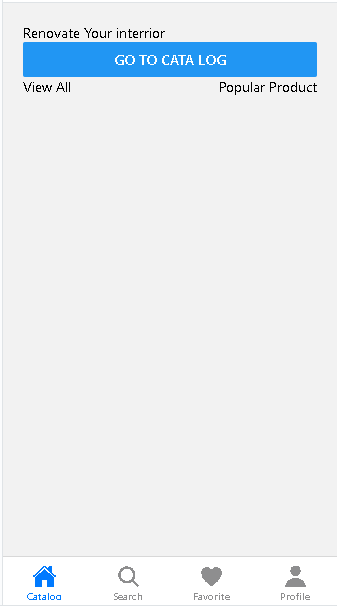 Renovate Your interrior
GO TO CATA LOG
View All
Popular Product
Catalog
Search
Favorite
Profile